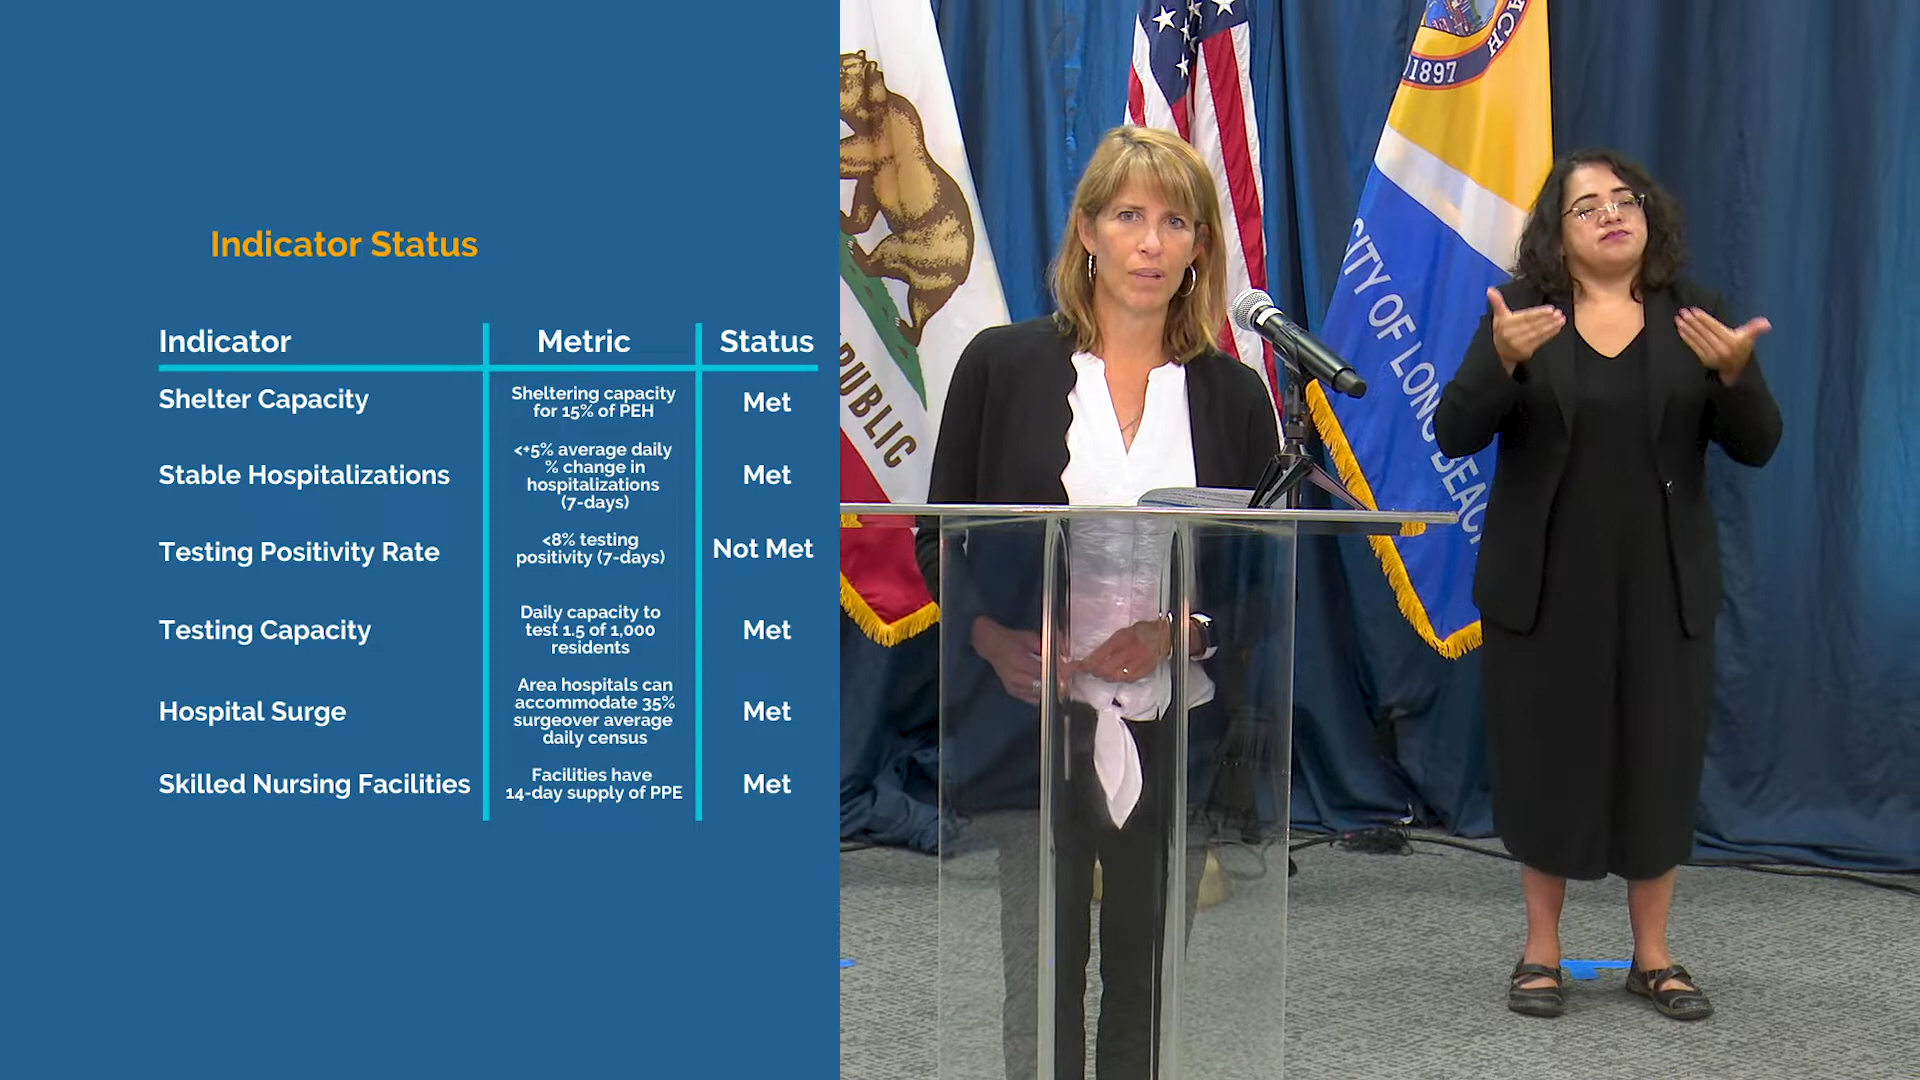 Indicator Status
Indicator
Metric
Status
Shelter Capacity
Sheltering capacity
for 15% of PEH
Met
Stable Hospitalizations
<+5% average daily
% change in
hospitalizations
(7-days)
Met
Testing Positivity Rate
<8% testing
positivity (7-days)
Not Met
Testing Capacity
Daily capacity to
test 1.5 of 1,000
residents
Met
Hospital Surge
Area hospitals can
accommodate 35%
surgeover average
daily census
Met
Skilled Nursing Facilities
Facilities have
14-day supply of PPE
Met
PUBLIC
1897
CITY OF LONG BEACH